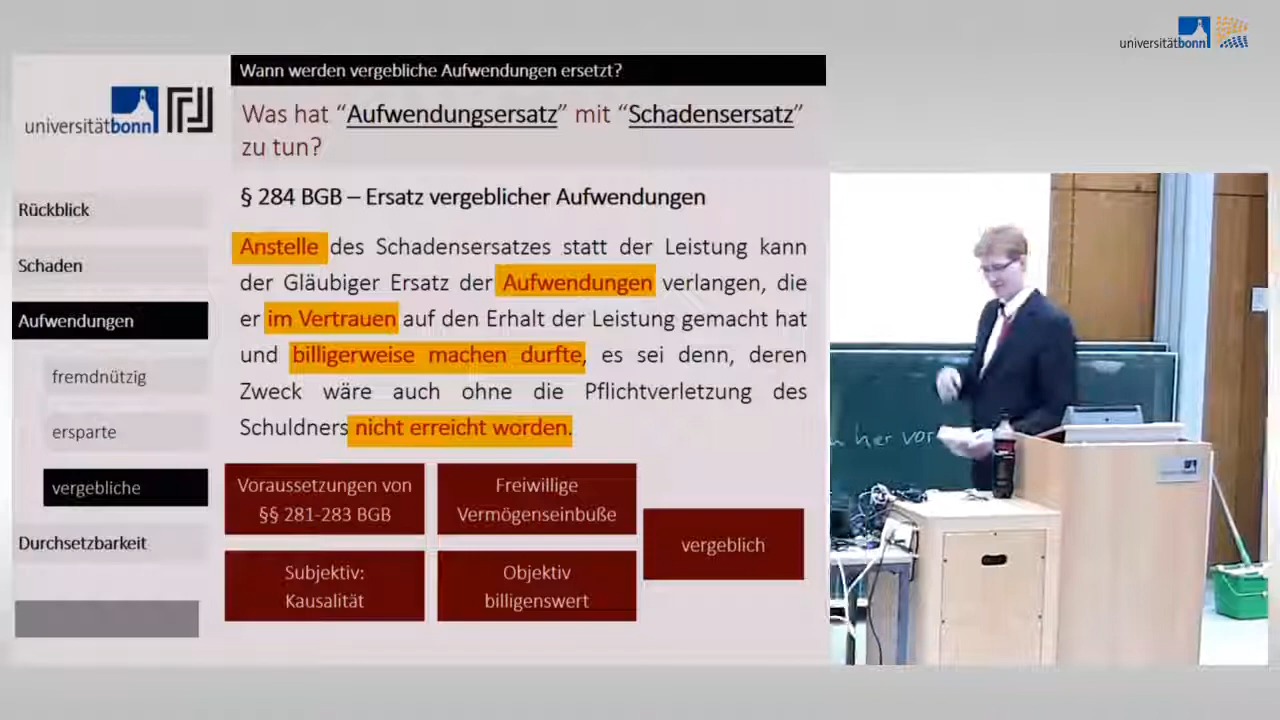 universitätbonn
Wann werden vergebliche Aufwendungen ersetzt?
universitätbonn
Was hat “Aufwendungsersatz” mit “Schadensersatz”
zu tun?
Rückblick
Schaden
Aufwendungen
fremdnützig
ersparte
vergebliche
Durchsetzbarkeit
§ 284 BGB – Ersatz vergeblicher Aufwendungen
Anstelle des Schadensersatzes statt der Leistung kann
der Gläubiger Ersatz der Aufwendungen verlangen, die
er im Vertrauen auf den Erhalt der Leistung gemacht hat
und billigerweise machen durfte, es sei denn, deren
Zweck wäre auch ohne die Pflichtverletzung des
Schuldners nicht erreicht worden.
Voraussetzungen von
§§ 281-283 BGB
Freiwillige
Vermögenseinbuße
Subjektiv:
Kausalität
Objektiv
billigenswert
vergeblich
her vor